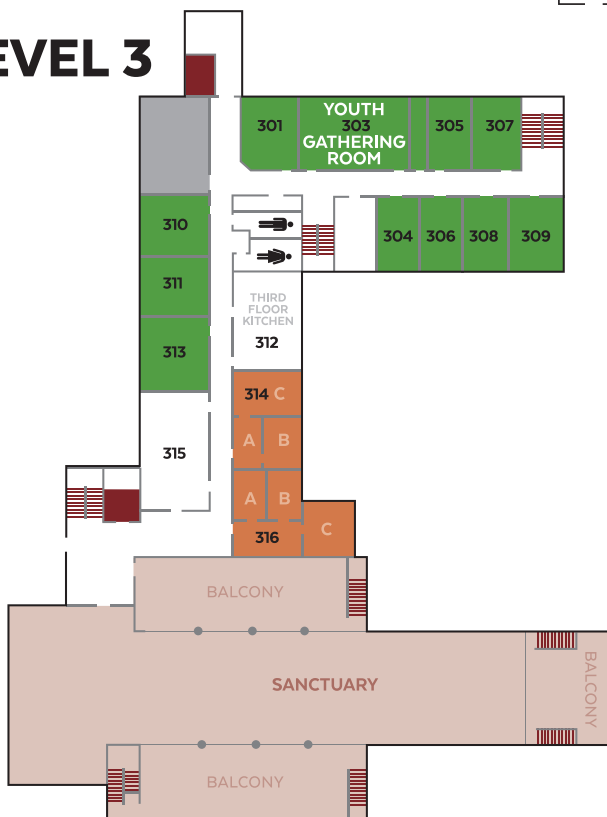 EVEL 3
YOUTH
301 303 305 307
GATHERING
ROOM
310
304 306 308 309
311
THIRD
FLOOR
KITCHEN
312
313
314 C
A B
315
A B
C
316
BALCONY
SANCTUARY
BALCONY
BALCONY